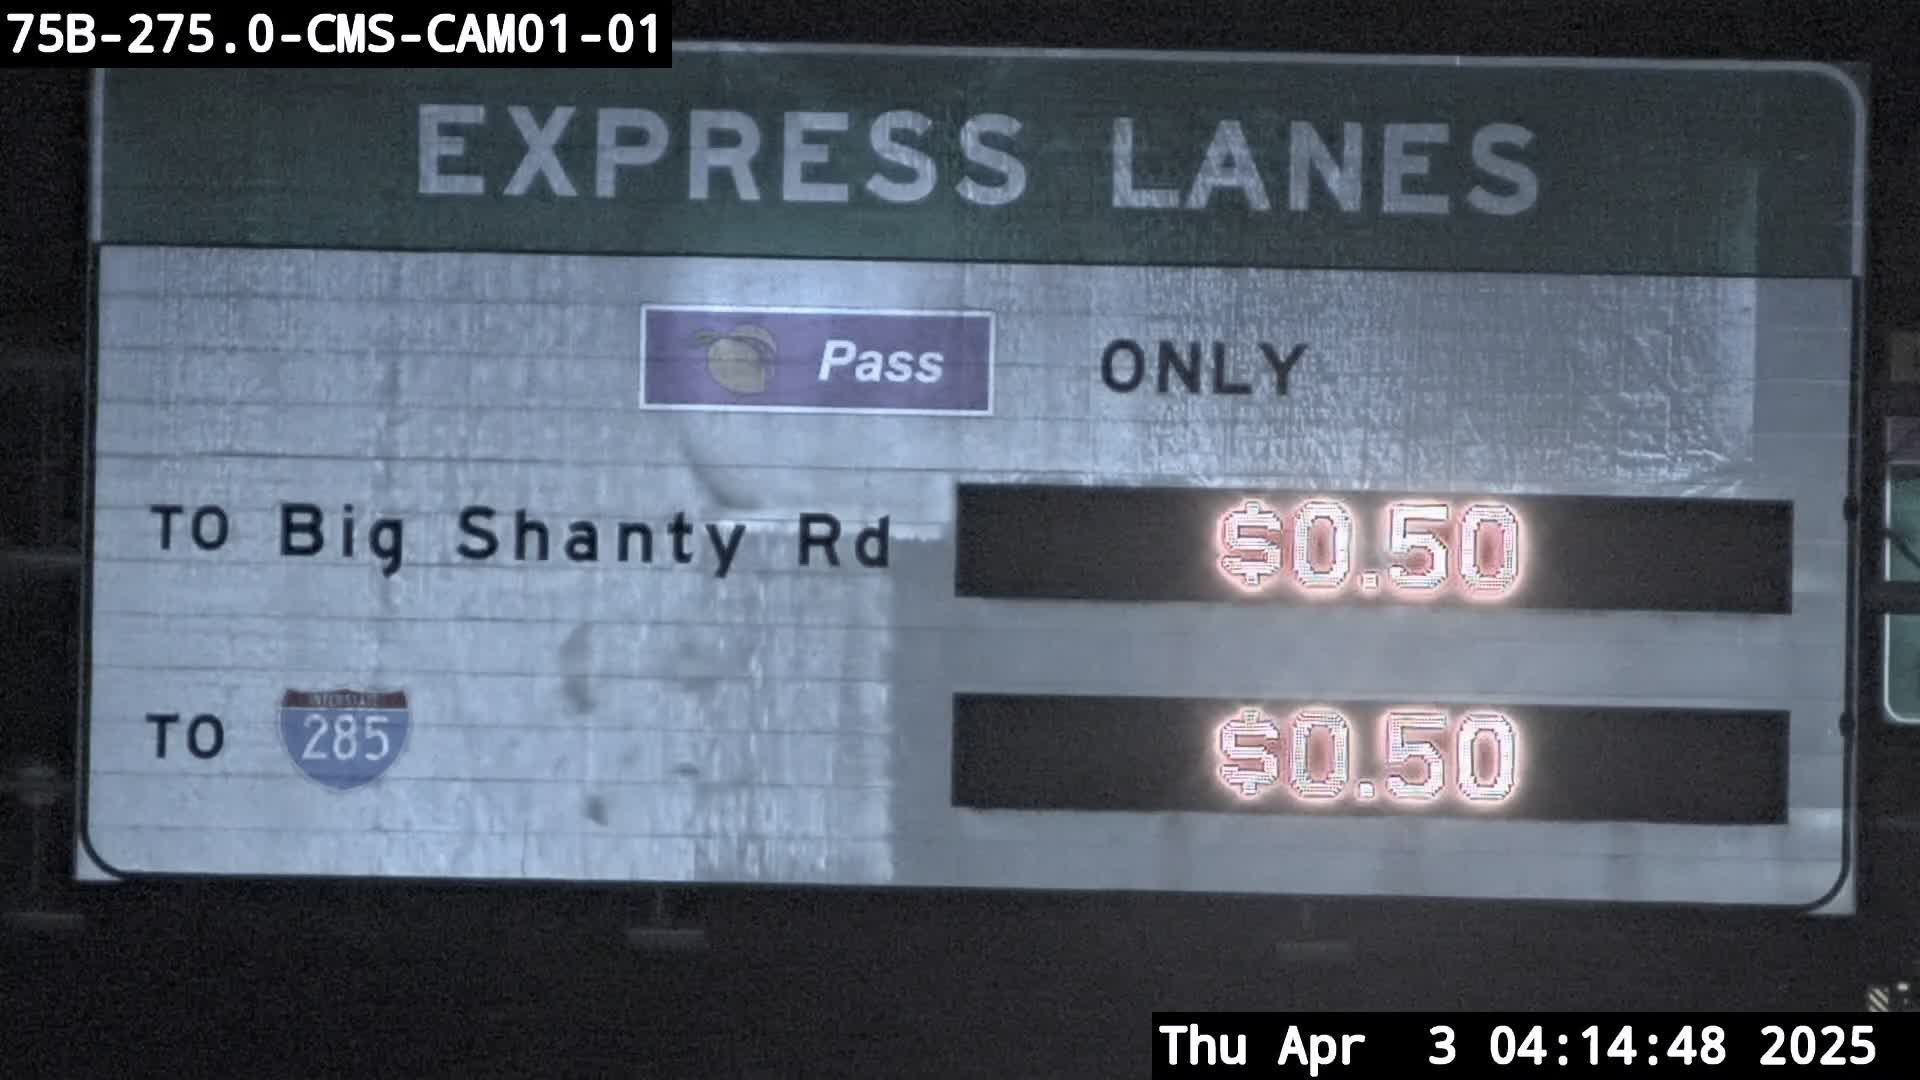 75B-275.0-CMS-CAM01-01
EXPRESS LANES
Pass ONLY
TO Big Shanty Rd $0.50
INTERSTATE
TO 285 $0.50
Thu Apr 3 04:14:48 2025